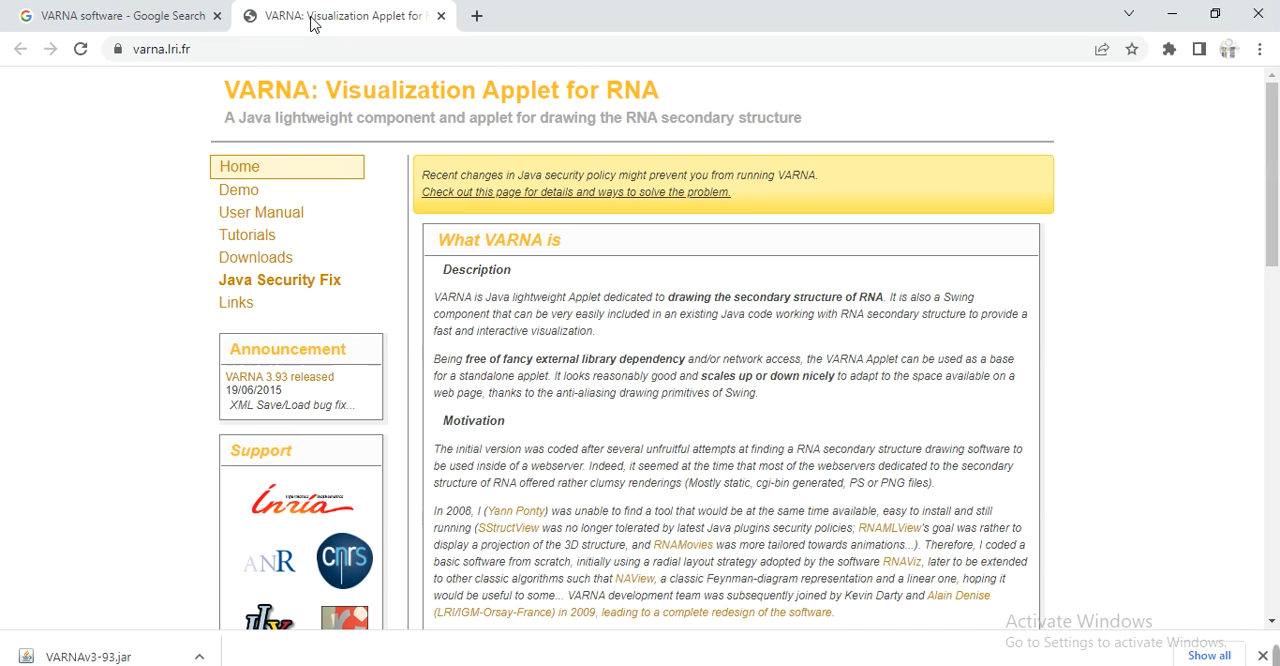 VARNA software - Google Search
VARNA: Visualization Applet for
varna.lri.fr
VARNA: Visualization Applet for RNA
A Java lightweight component and applet for drawing the RNA secondary structure
Home
Demo
User Manual
Tutorials
Downloads
Java Security Fix
Links
Announcement
VARNA 3.93 released
19/06/2015
XML Save/Load bug fix...
Support
Inria
informatics mathematics
ANR
cnrs
Recent changes in Java security policy might prevent you from running VARNA.
Check out this page for details and ways to solve the problem.
What VARNA is
Description
VARNA is Java lightweight Applet dedicated to drawing the secondary structure of RNA. It is also a Swing
component that can be very easily included in an existing Java code working with RNA secondary structure to provide a
fast and interactive visualization.
Being free of fancy external library dependency and/or network access, the VARNA Applet can be used as a base
for a standalone applet. It looks reasonably good and scales up or down nicely to adapt to the space available on a
web page, thanks to the anti-aliasing drawing primitives of Swing.
Motivation
The initial version was coded after several unfruitful attempts at finding a RNA secondary structure drawing software to
be used inside of a webserver. Indeed, it seemed at the time that most of the webservers dedicated to the secondary
structure of RNA offered rather clumsy renderings (Mostly static, cgi-bin generated, PS or PNG files).
In 2008, I (Yann Ponty) was unable to find a tool that would be at the same time available, easy to install and still
running (SStructView was no longer tolerated by latest Java plugins security policies; RNAMLView's goal was rather to
display a projection of the 3D structure, and RNAMovies was more tailored towards animations...). Therefore, I coded a
basic software from scratch, initially using a radial layout strategy adopted by the software RNAViz, later to be extended
to other classic algorithms such that NAView, a classic Feynman-diagram representation and a linear one, hoping it
would be useful to some... VARNA development team was subsequently joined by Kevin Darty and Alain Denise
(LRI/IGM-Orsay-France) in 2009, leading to a complete redesign of the software.
Activate Windows
Go to Settings to activate Windows.
VARNAv3-93.jar
Show all